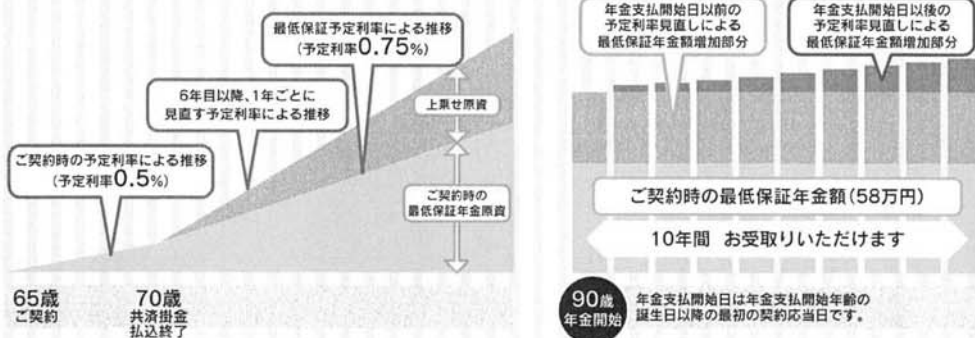 最低保証予定利率による推移
(予定利率0.75%)
6年目以降、1年ごとに
見直す予定利率による推移
ご契約時の予定利率による推移
(予定利率0.5%)
上乗せ原資
ご契約時の
最低保証年金原資
65歳
ご契約
70歳
共済掛金
払込終了
年金支払開始日以前の
予定利率見直しによる
最低保証年金額増加部分
年金支払開始日以後の
予定利率見直しによる
最低保証年金額増加部分
ご契約時の最低保証年金額(58万円)
10年間 お受取りいただけます
90歳
年金開始
年金支払開始日は年金支払開始年齢の
誕生日以降の最初の契約応当日です。